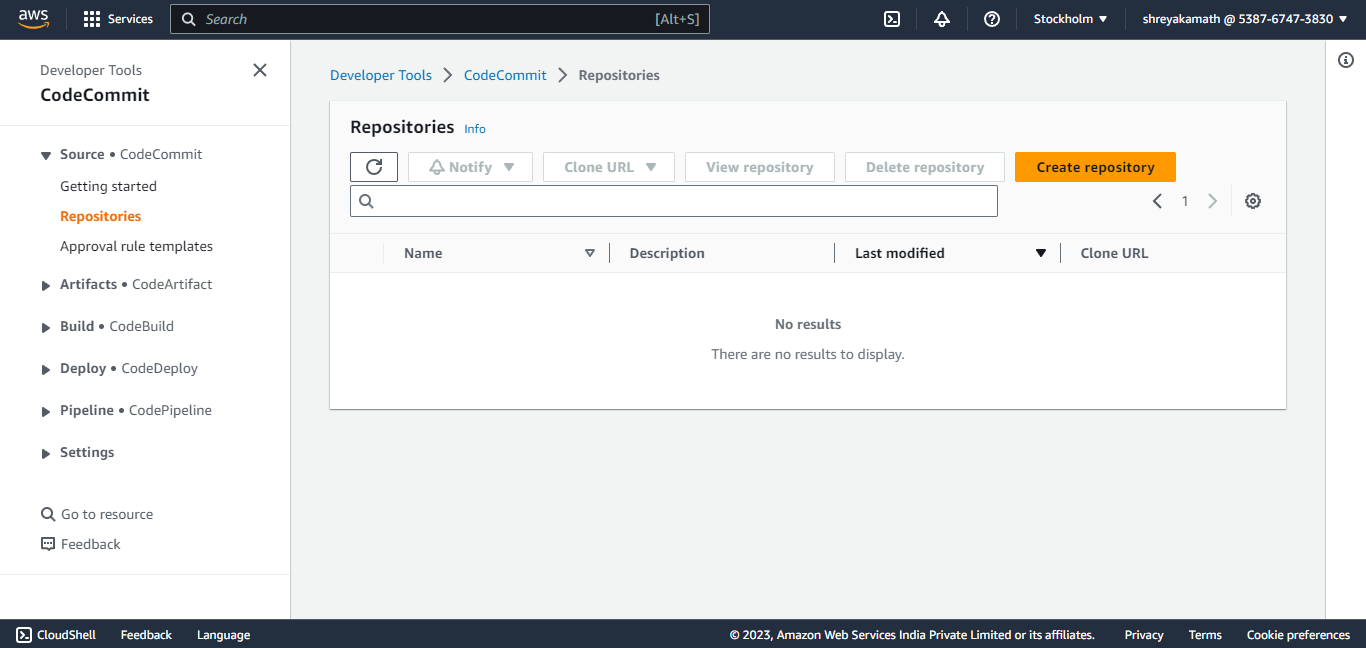 aws Services Search [Alt+S] Stockholm shreyakamath @ 5387-6747-3830
Developer Tools
CodeCommit
Source • CodeCommit
Getting started
Repositories
Approval rule templates
Artifacts • CodeArtifact
Build • CodeBuild
Deploy • CodeDeploy
Pipeline • CodePipeline
Settings
Go to resource
Feedback
Developer Tools CodeCommit Repositories
Repositories Info
Notify Clone URL View repository Delete repository Create repository
1
Name Description Last modified Clone URL
No results
There are no results to display.
CloudShell Feedback Language © 2023, Amazon Web Services India Private Limited or its affiliates. Privacy Terms Cookie preferences